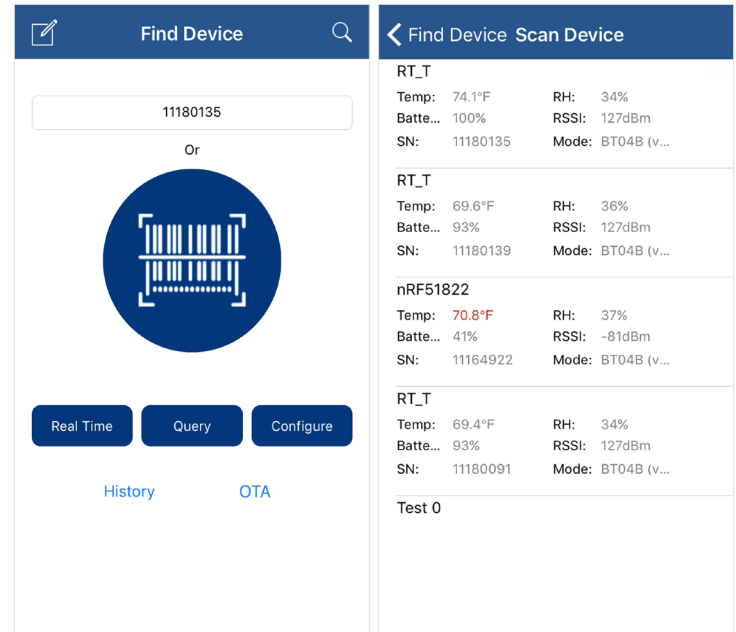 Find Device
11180135
Or
Real Time
Query
Configure
History
OTA
Find Device Scan Device
RT_T
Temp: 74.1°F RH: 34%
Batte... 100% RSSI: 127dBm
SN: 11180135 Mode: BT04B (v...
RT_T
Temp: 69.6°F RH: 36%
Batte... 93% RSSI: 127dBm
SN: 11180139 Mode: BT04B (v...
nRF51822
Temp: 70.8°F RH: 37%
Batte... 41% RSSI: -81dBm
SN: 11164922 Mode: BT04B (v...
RT_T
Temp: 69.4°F RH: 34%
Batte... 93% RSSI: 127dBm
SN: 11180091 Mode: BT04B (v...
Test 0